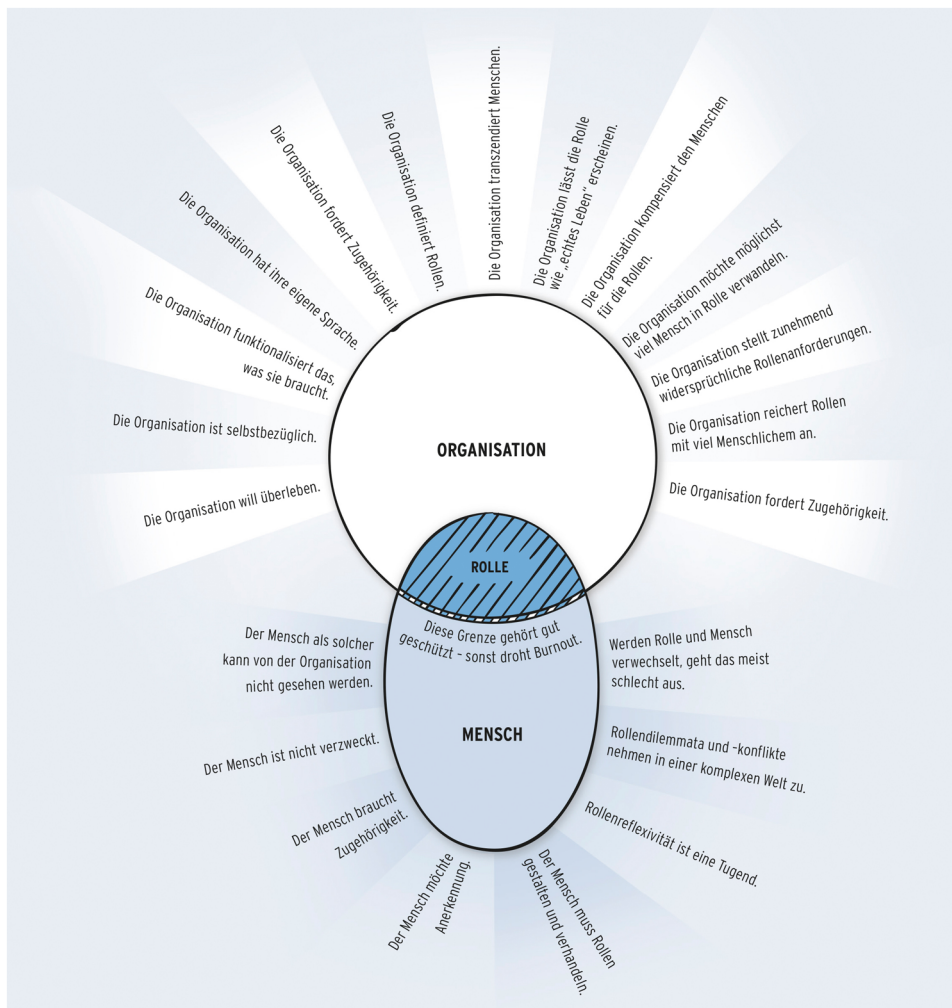 Die Organisation will überleben.
Die Organisation ist selbstbezüglich.
Die Organisation funktionalisiert das,
was sie braucht.
Die Organisation hat ihre eigene Sprache.
Die Organisation fordert Zugehörigkeit.
Die Organisation definiert Rollen.
Die Organisation transzendiert Menschen.
Die Organisation lässt die Rolle
wie „echtes Leben“ erscheinen.
Die Organisation kompensiert den Menschen
für die Rollen.
Die Organisation möchte möglichst
viel Mensch in Rolle verwandeln.
Die Organisation stellt zunehmend
widersprüchliche Rollenanforderungen.
Die Organisation reichert Rollen
mit viel Menschlichem an.
Die Organisation fordert Zugehörigkeit.
ORGANISATION
ROLLE
Diese Grenze gehört gut
geschützt – sonst droht Burnout.
MENSCH
Der Mensch als solcher
kann von der Organisation
nicht gesehen werden.
Der Mensch ist nicht verzweckt.
Der Mensch braucht
Zugehörigkeit.
Der Mensch möchte
Anerkennung.
Der Mensch muss Rollen
gestalten und verhandeln.
Rollenreflexivität ist eine Tugend.
Rollendilemmata und -konflikte
nehmen in einer komplexen Welt zu.
Werden Rolle und Mensch
verwechselt, geht das meist
schlecht aus.